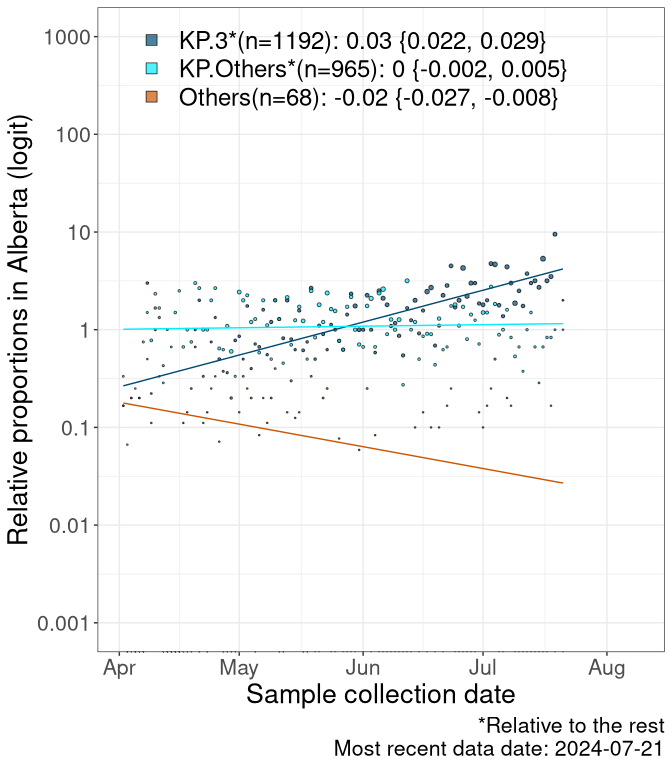 KP.3*(n=1192): 0.03 {0.022, 0.029}
KP.Others*(n=965): 0 {-0.002, 0.005}
Others(n=68): -0.02 {-0.027, -0.008}
Relative proportions in Alberta (logit)
1000
100
10
1
0.1
0.01
0.001
Apr May Jun Jul Aug
Sample collection date
*Relative to the rest
Most recent data date: 2024-07-21